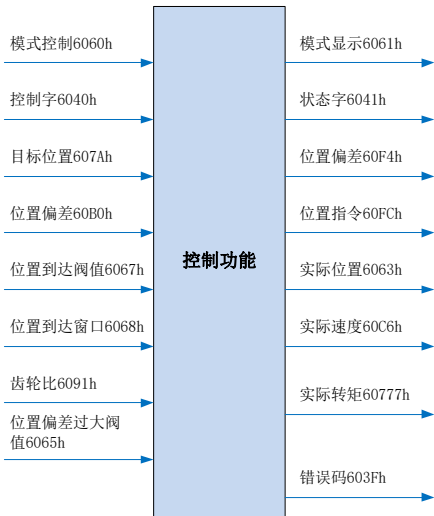 模式控制6060h
控制字6040h
目标位置607Ah
位置偏差60B0h
位置到达阀值6067h
位置到达窗口6068h
齿轮比6091h
位置偏差过大阀
值6065h
控制功能
模式显示6061h
状态字6041h
位置偏差60F4h
位置指令60FCh
实际位置6063h
实际速度60C6h
实际转矩60777h
错误码603Fh